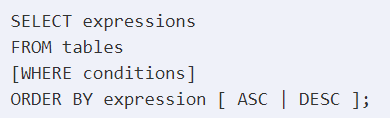 SELECT expressions
FROM tables
[WHERE conditions]
ORDER BY expression [ ASC | DESC ];